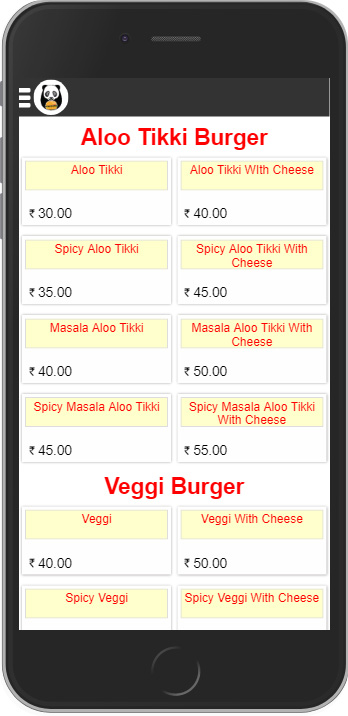 Aloo Tikki Burger
Aloo Tikki
Aloo Tikki WIth Cheese
₹ 30.00
₹ 40.00
Spicy Aloo Tikki
Spicy Aloo Tikki With
Cheese
₹ 35.00
₹ 45.00
Masala Aloo Tikki
Masala Aloo Tikki With
Cheese
₹ 40.00
₹ 50.00
Spicy Masala Aloo Tikki
Spicy Masala Aloo Tikki
With Cheese
₹ 45.00
₹ 55.00
Veggi Burger
Veggi
Veggi With Cheese
₹ 40.00
₹ 50.00
Spicy Veggi
Spicy Veggi With Cheese